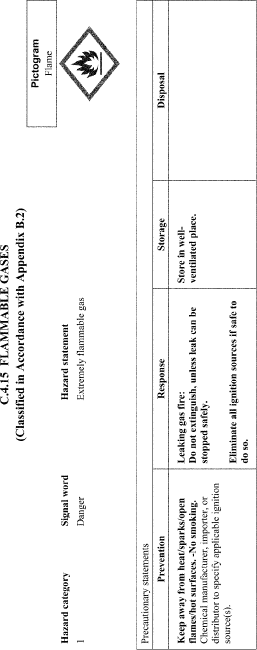 C.4.15 FLAMMABLE GASES
(Classified in Accordance with Appendix B.2)
Pictogram
Flame
Hazard category
Signal word
Hazard statement
1
Danger
Extremely flammable gas
Precautionary statements
Prevention
Response
Storage
Disposal
Keep away from heat/sparks/open
flames/hot surfaces. -No smoking.
Chemical manufacturer, importer, or
distributor to specify applicable ignition
source(s).
Leaking gas fire:
Do not extinguish, unless leak can be
stopped safely.
Eliminate all ignition sources if safe to
do so.
Store in well-
ventilated place.